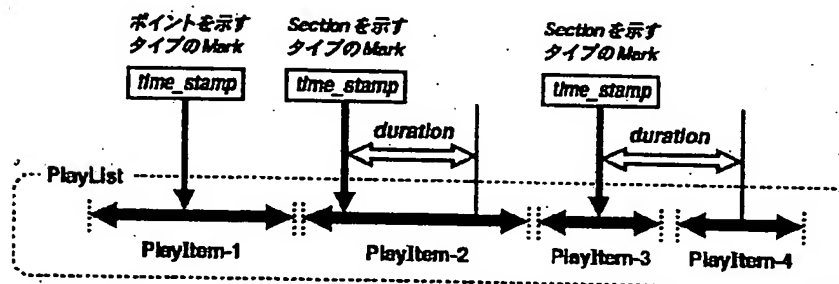 ポイントを示す
タイプのMark
time_stamp
Sectionを示す
タイプのMark
time_stamp
Sectionを示す
タイプのMark
time_stamp
duration
duration
PlayList
PlayItem-1
PlayItem-2
PlayItem-3
PlayItem-4